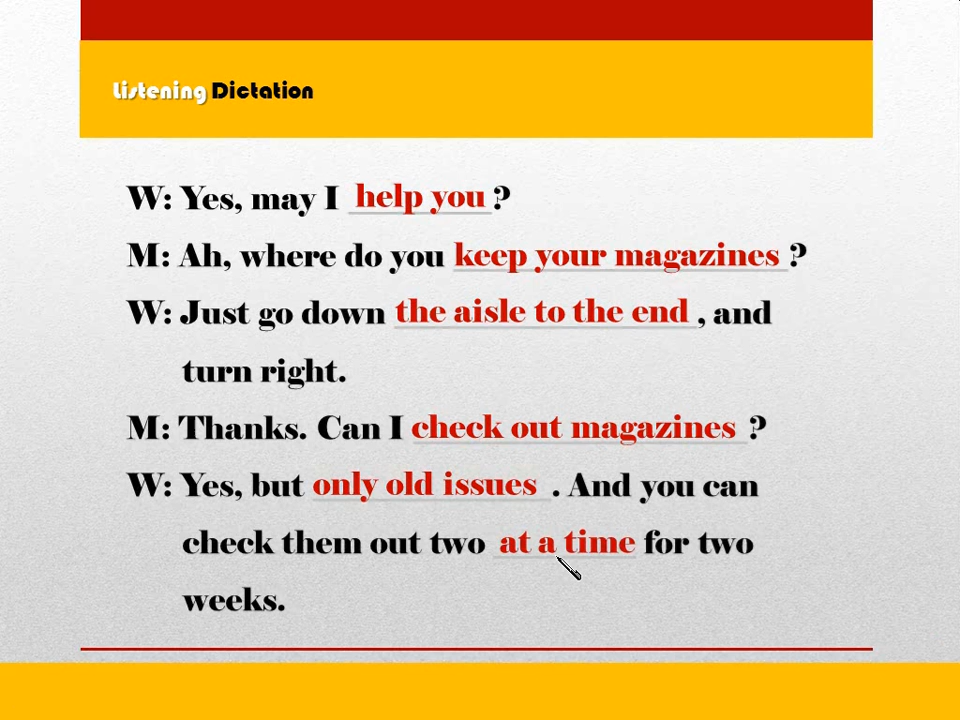 Listening Dictation
W: Yes, may I help you?
M: Ah, where do you keep your magazines?
W: Just go down the aisle to the end, and
turn right.
M: Thanks. Can I check out magazines?
W: Yes, but only old issues. And you can
check them out two at a time for two
weeks.